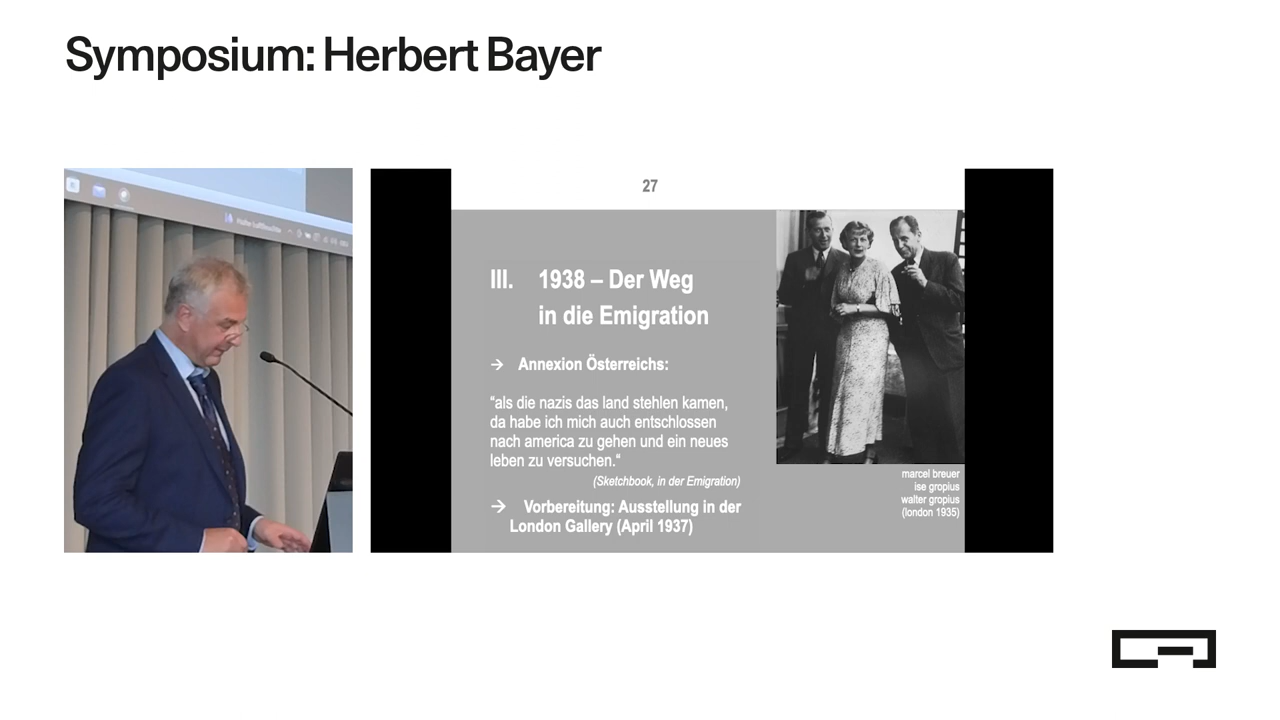 Symposium: Herbert Bayer
27
III. 1938 – Der Weg
in die Emigration
→ Annexion Österreichs:
“als die nazis das land stehlen kamen,
da habe ich mich auch entschlossen
nach america zu gehen und ein neues
leben zu versuchen.“
(Sketchbook, in der Emigration)
→ Vorbereitung: Ausstellung in der
London Gallery (April 1937)
marcel breuer
ise gropius
walter gropius
(london 1935)